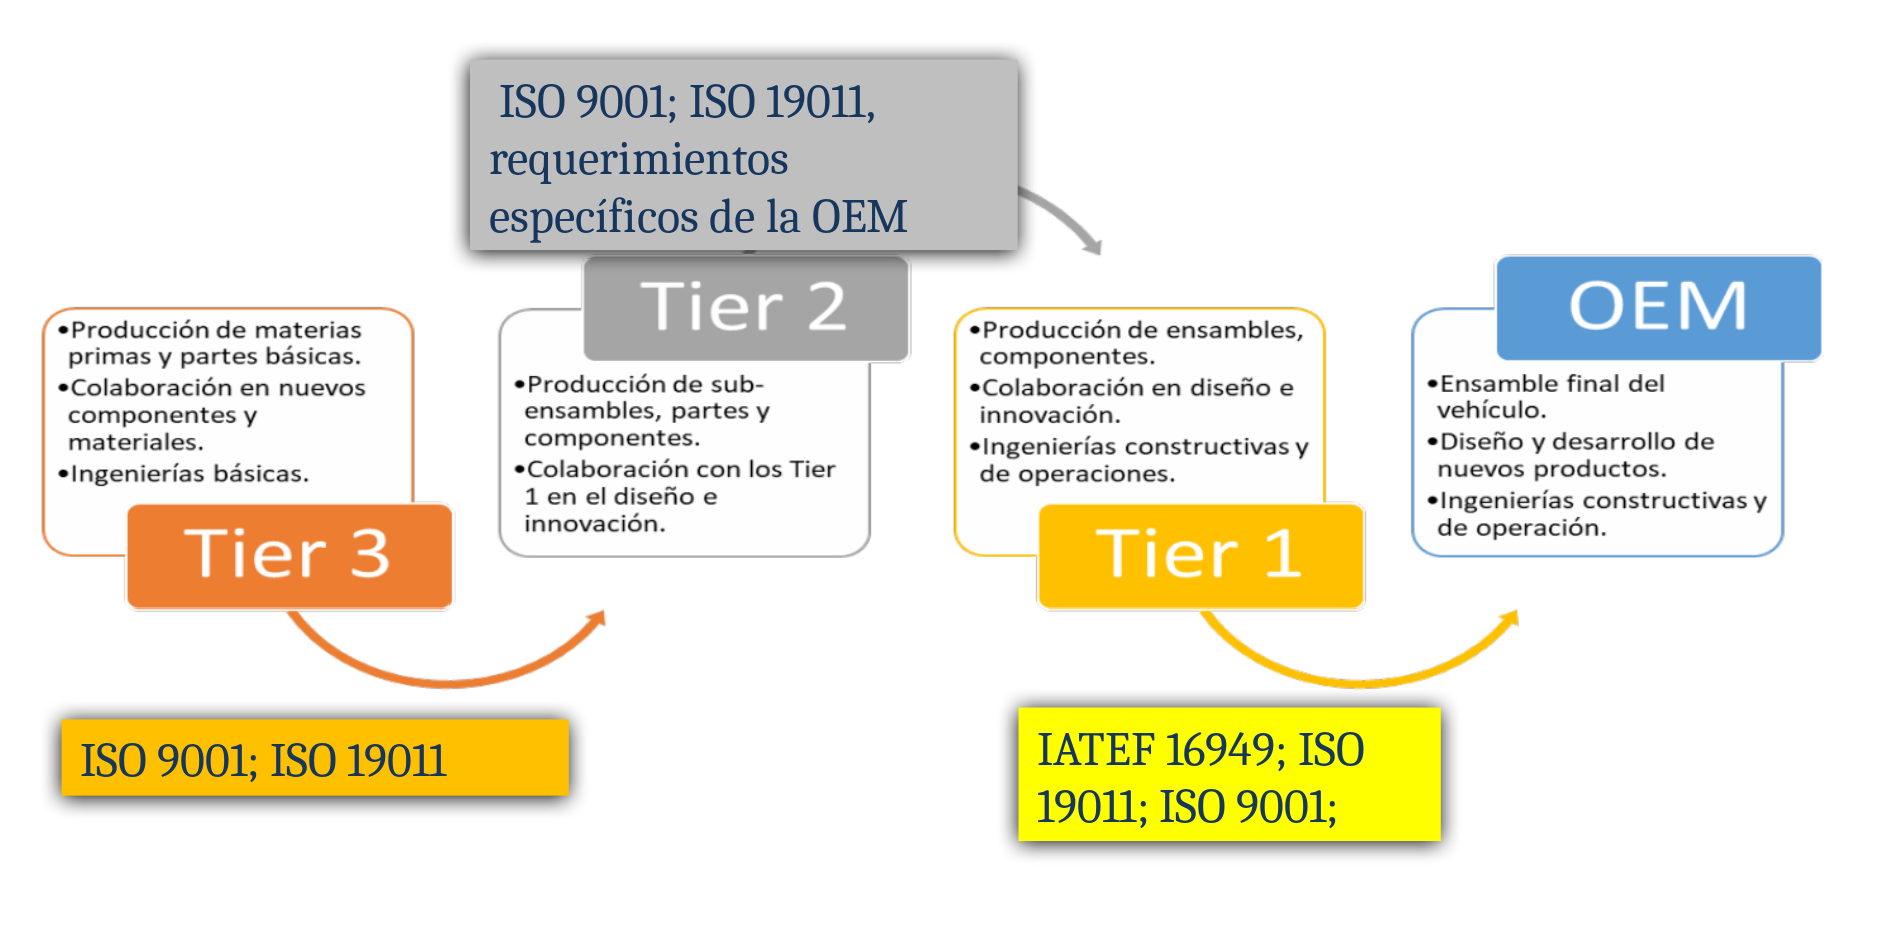 ISO 9001; ISO 19011,
requerimientos
específicos de la OEM
•Producción de materias
primas y partes básicas.
•Colaboración en nuevos
componentes y
materiales.
•Ingenierías básicas.
Tier 3
ISO 9001; ISO 19011
Tier 2
•Producción de sub-
ensambles, partes y
componentes.
•Colaboración con los Tier
1 en el diseño e
innovación.
•Producción de ensambles,
componentes.
•Colaboración en diseño e
innovación.
•Ingenierías constructivas y
de operaciones.
Tier 1
IATEF 16949; ISO
19011; ISO 9001;
OEM
•Ensamble final del
vehículo.
•Diseño y desarrollo de
nuevos productos.
•Ingenierías constructivas y
de operación.